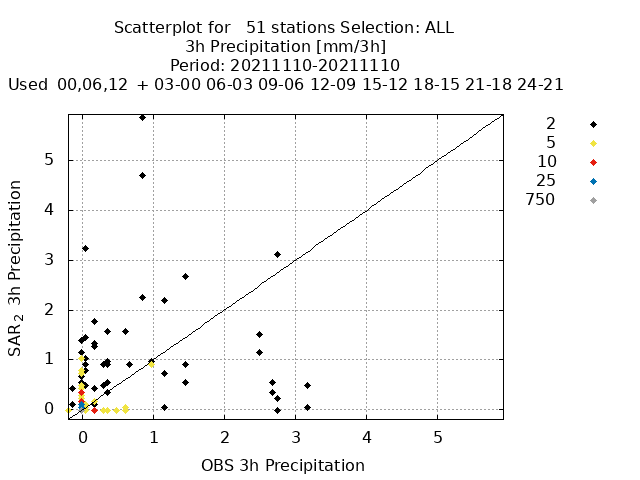 Scatterplot for 51 stations Selection: ALL
3h Precipitation [mm/3h]
Period: 20211110-20211110
Used 00,06,12 + 03-00 06-03 09-06 12-09 15-12 18-15 21-18 24-21
2
5
10
25
750
5
4
3
2
1
0
SAR2 3h Precipitation
0 1 2 3 4 5
OBS 3h Precipitation